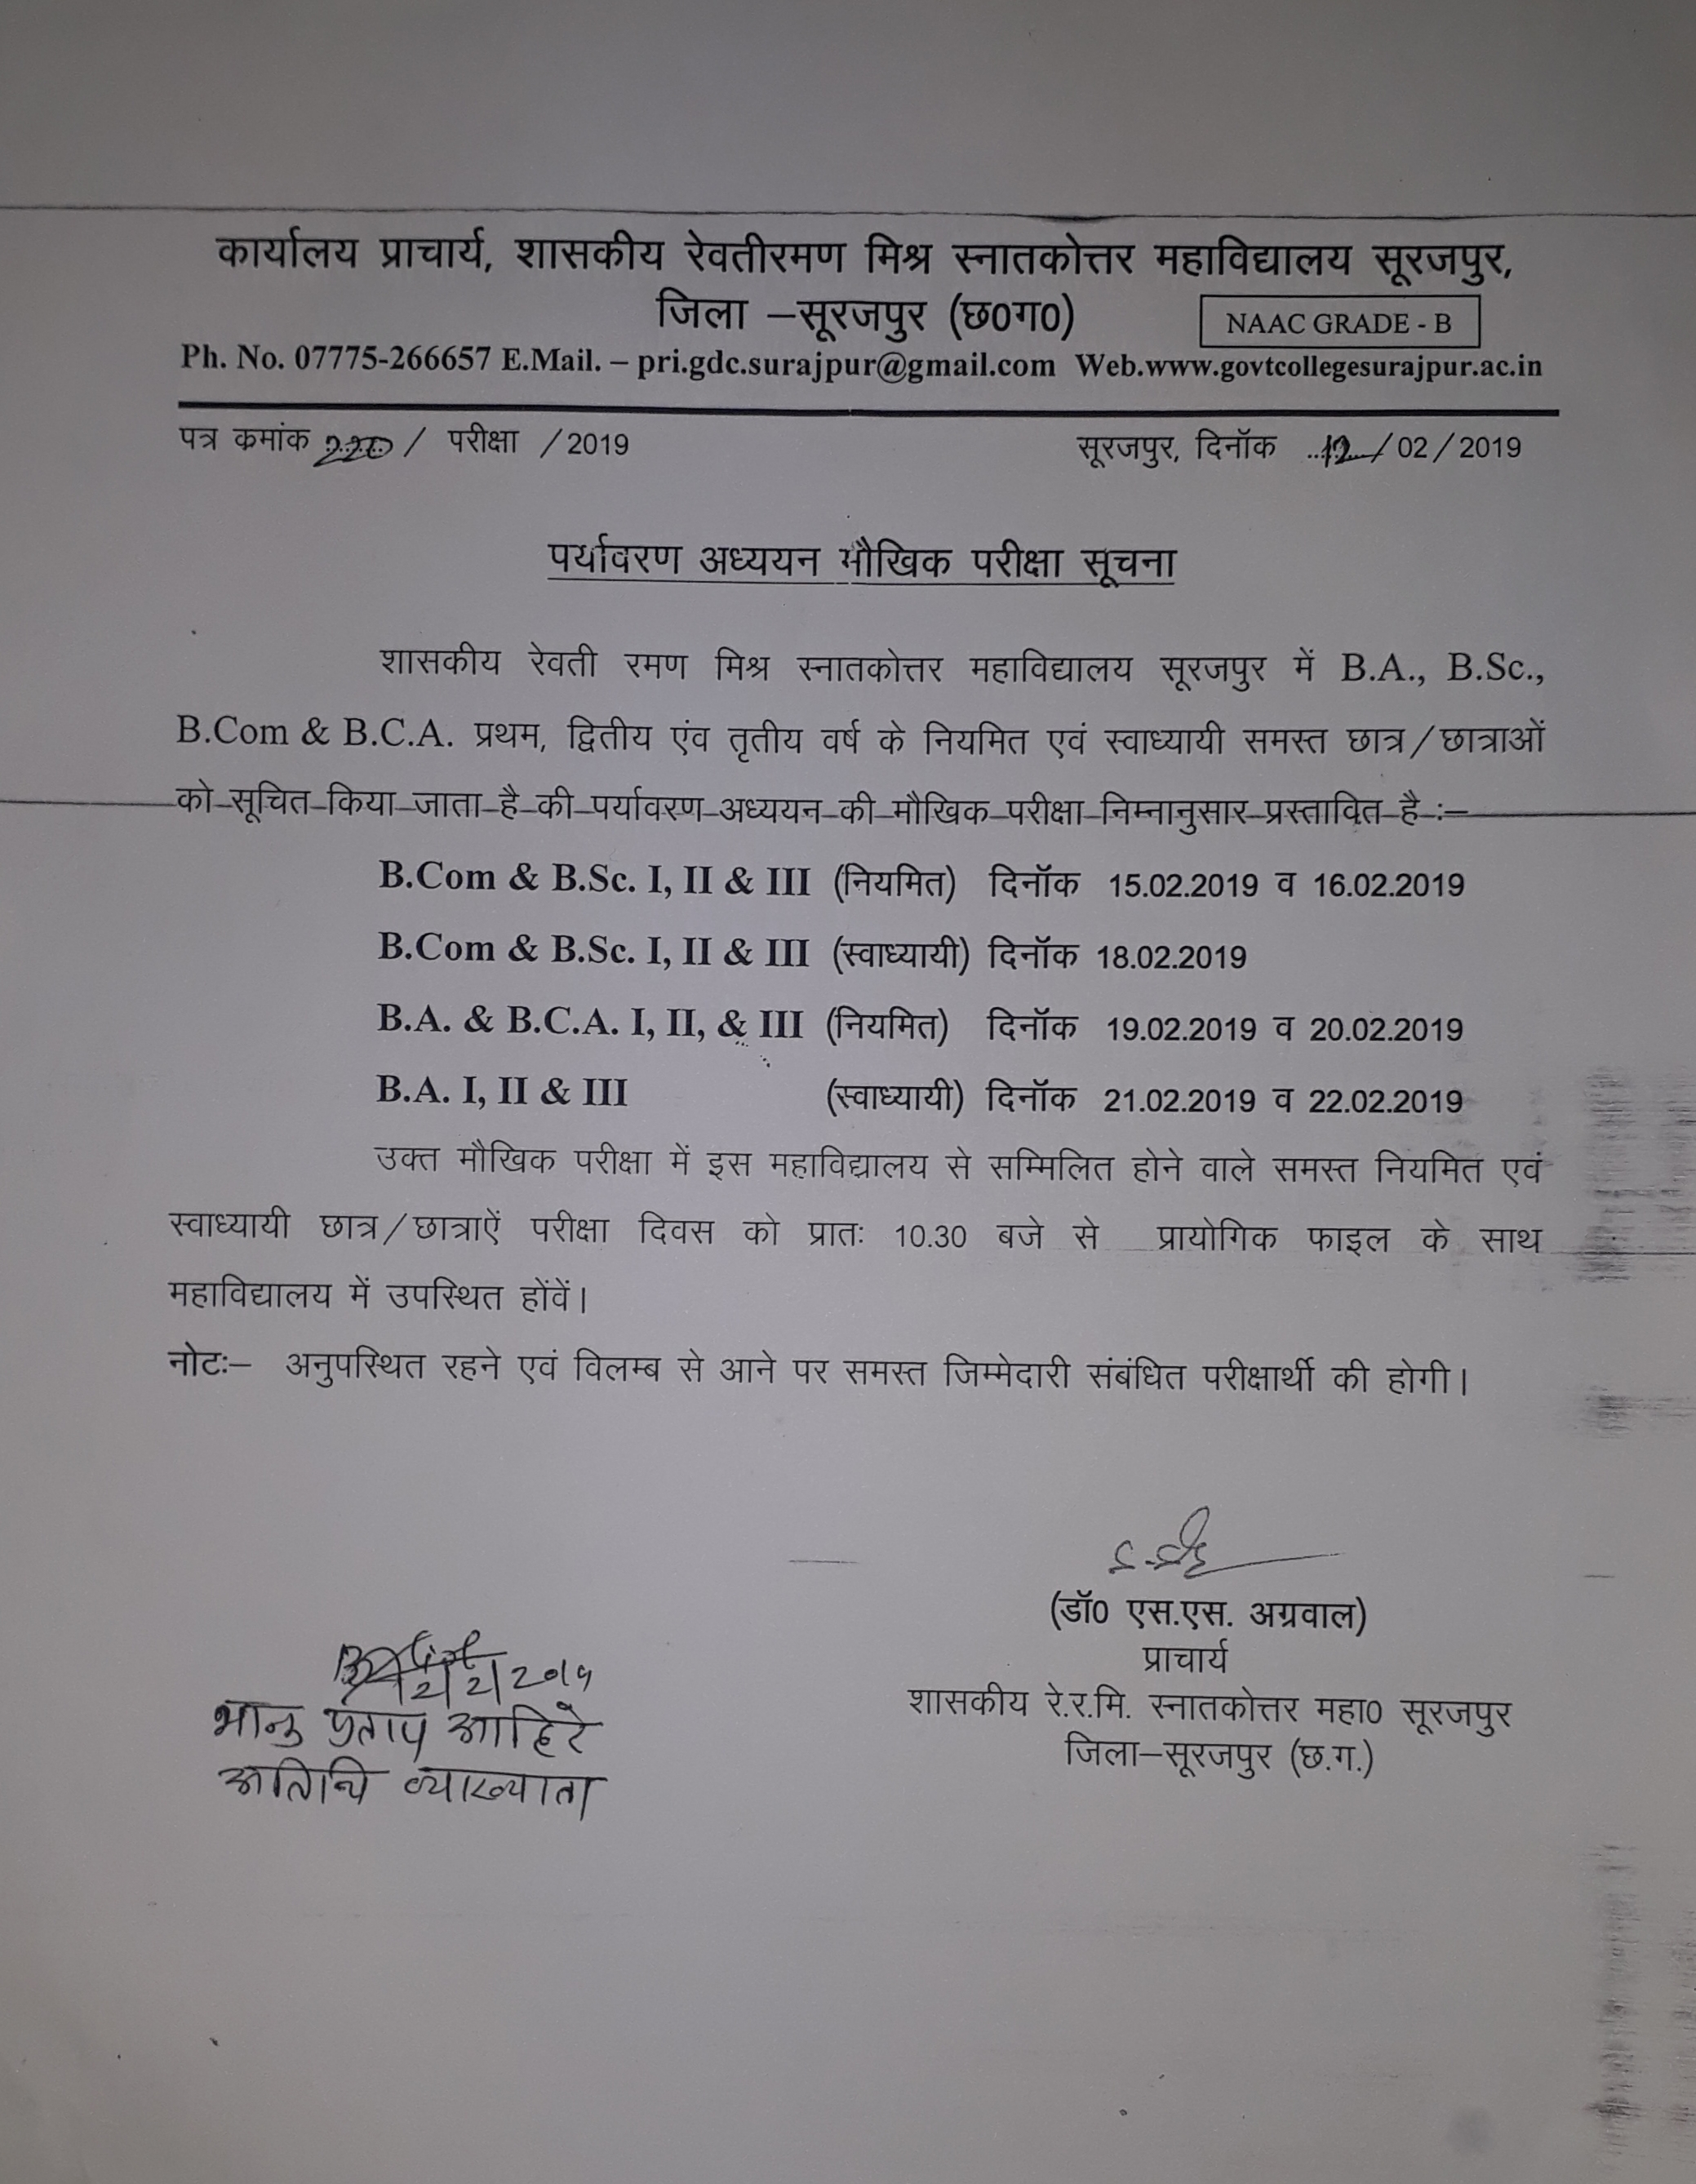 कार्यालय प्राचार्य, शासकीय रेवतीरमण मिश्र स्नातकोत्तर महाविद्यालय सूरजपुर,
जिला –सूरजपुर (छ0ग0)
NAAC GRADE - B
Ph. No. 07775-266657 E.Mail. – pri.gdc.surajpur@gmail.com Web.www.govtcollegesurajpur.ac.in
पत्र कमांक 220 / परीक्षा /2019
सूरजपुर, दिनॉक ..12../02/2019
पर्यावरण अध्ययन मौखिक परीक्षा सूचना
शासकीय रेवती रमण मिश्र स्नातकोत्तर महाविद्यालय सूरजपुर में B.A., B.Sc.,
B.Com & B.C.A. प्रथम, द्वितीय एंव तृतीय वर्ष के नियमित एवं स्वाध्यायी समस्त छात्र/छात्राओं
को सूचित किया जाता है की पर्यावरण अध्ययन की मौखिक परीक्षा निम्नानुसार प्रस्तावित है :–
B.Com & B.Sc. I, II & III (नियमित) दिनॉक 15.02.2019 व 16.02.2019
B.Com & B.Sc. I, II & III (स्वाध्यायी) दिनॉक 18.02.2019
B.A. & B.C.A. I, II, & III (नियमित) दिनॉक 19.02.2019 व 20.02.2019
B.A. I, II & III (स्वाध्यायी) दिनॉक 21.02.2019 व 22.02.2019
उक्त मौखिक परीक्षा में इस महाविद्यालय से सम्मिलित होने वाले समस्त नियमित एवं
स्वाध्यायी छात्र/छात्राऐं परीक्षा दिवस को प्रातः 10.30 बजे से प्रायोगिक फाइल के साथ
महाविद्यालय में उपस्थित होंवें।
नोटः– अनुपस्थित रहने एवं विलम्ब से आने पर समस्त जिम्मेदारी संबंधित परीक्षार्थी की होगी।
(डॉ0 एस.एस. अग्रवाल)
प्राचार्य
शासकीय रे.र.मि. स्नातकोत्तर महा0 सूरजपुर
जिला–सूरजपुर (छ.ग.)
12/2/2019
भानु प्रताप आहिरे
अतिथि व्याख्याता